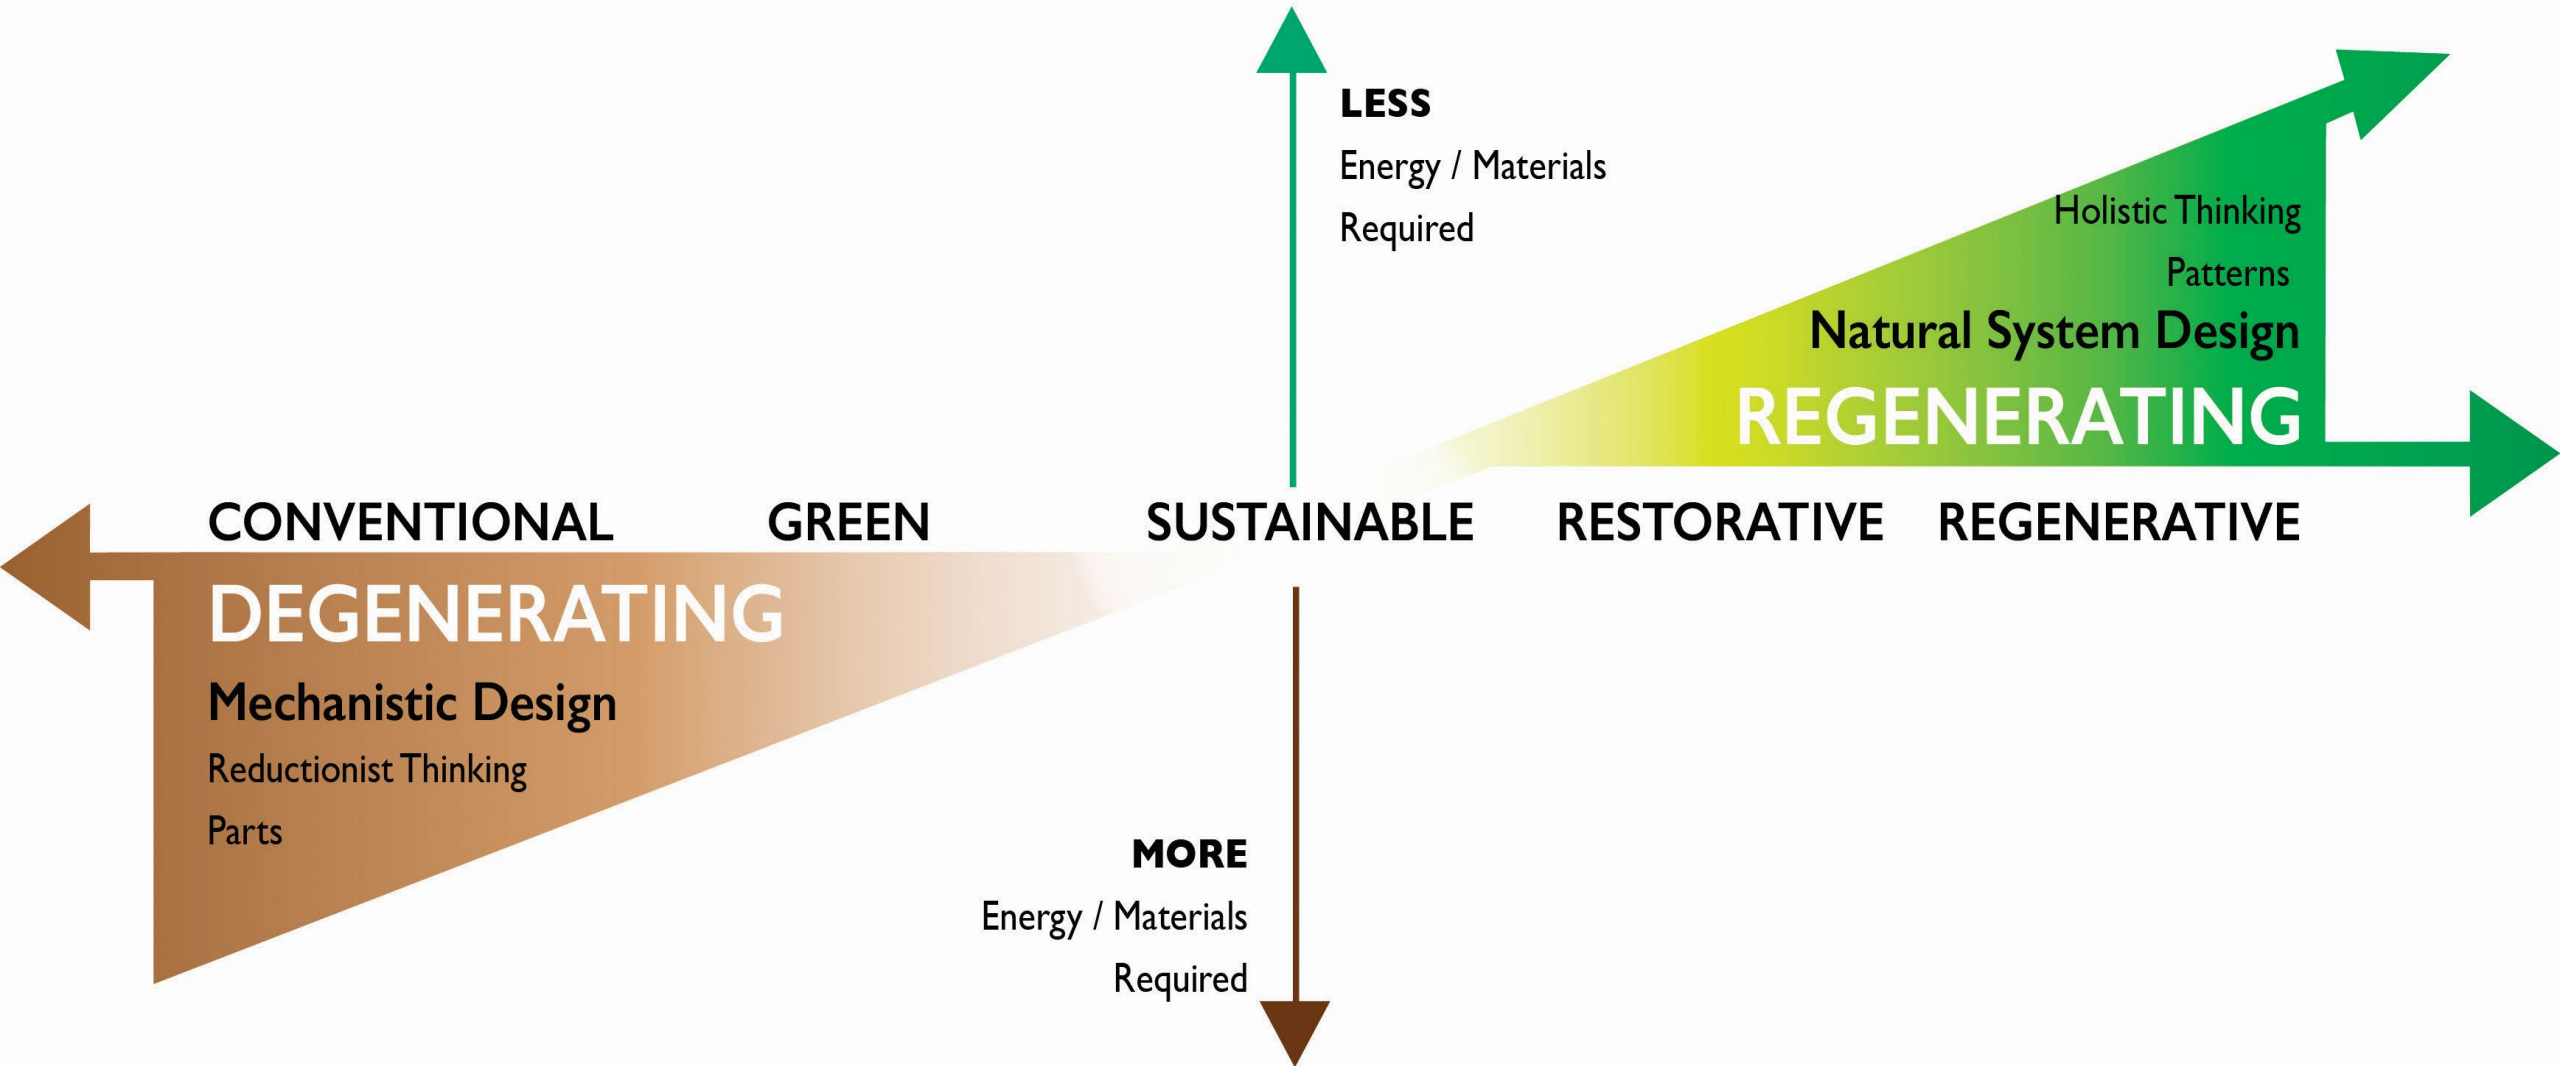 LESS
Energy / Materials
Required
Holistic Thinking
Patterns
Natural System Design
REGENERATING
CONVENTIONAL GREEN SUSTAINABLE RESTORATIVE REGENERATIVE
DEGENERATING
Mechanistic Design
Reductionist Thinking
Parts
MORE
Energy / Materials
Required